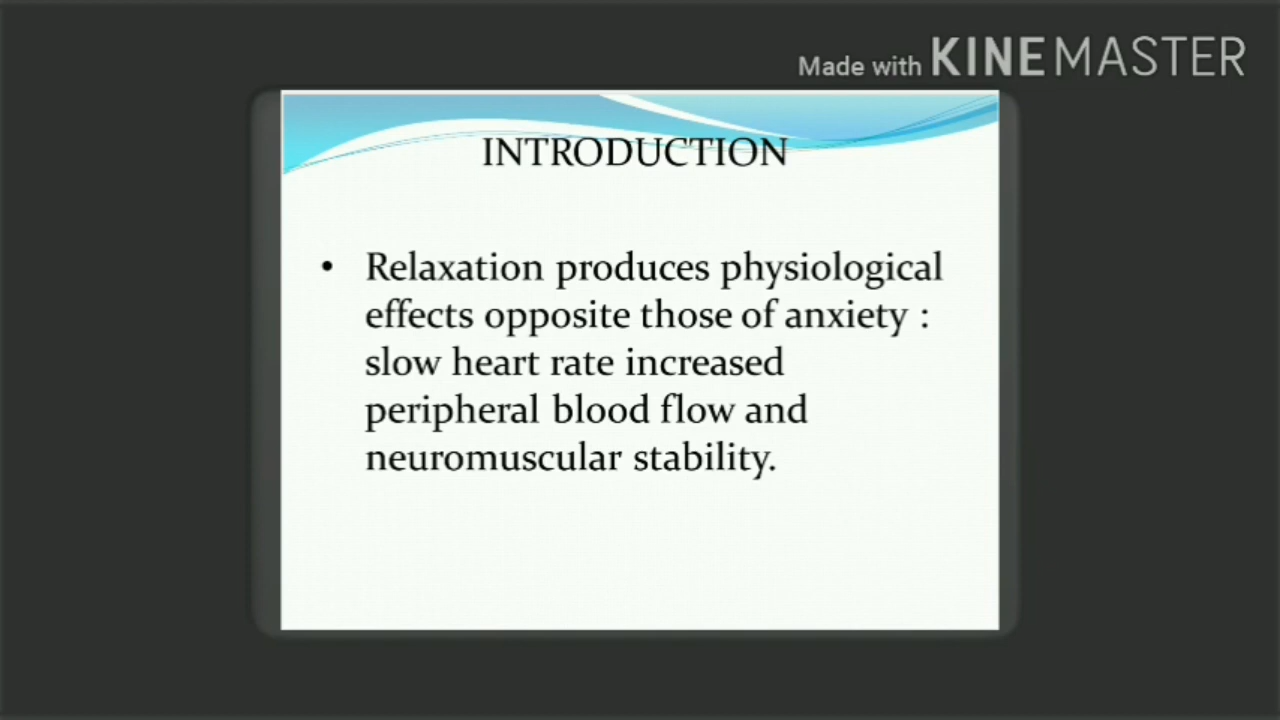 Made with KINEMASTER
INTRODUCTION
• Relaxation produces physiological
effects opposite those of anxiety :
slow heart rate increased
peripheral blood flow and
neuromuscular stability.